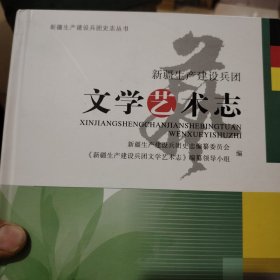 新疆生产建设兵团史志丛书
新疆生产建设兵团
文学艺术志
XINJIANGSHENGCHANJIANSHEBINGTUAN
WENXUEYISHUZHI
新疆生产建设兵团史志编纂委员会
《新疆生产建设兵团文学艺术志》编纂领导小组 编